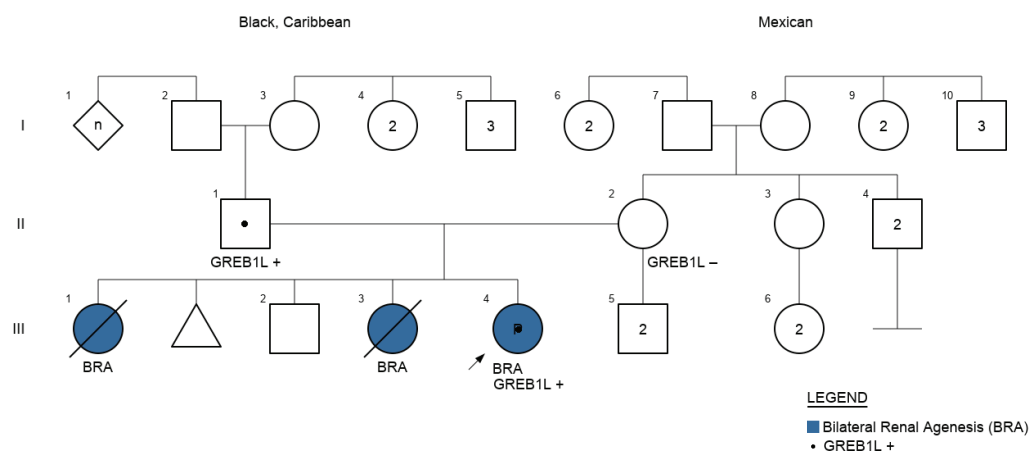 Black, Caribbean
Mexican
I
1
n
2
3
4
2
5
3
6
2
7
8
9
2
10
3
II
1
GREB1L +
2
GREB1L –
3
4
2
III
1
BRA
2
3
BRA
4
P
BRA
GREB1L +
5
2
6
2
LEGEND
Bilateral Renal Agenesis (BRA)
GREB1L +